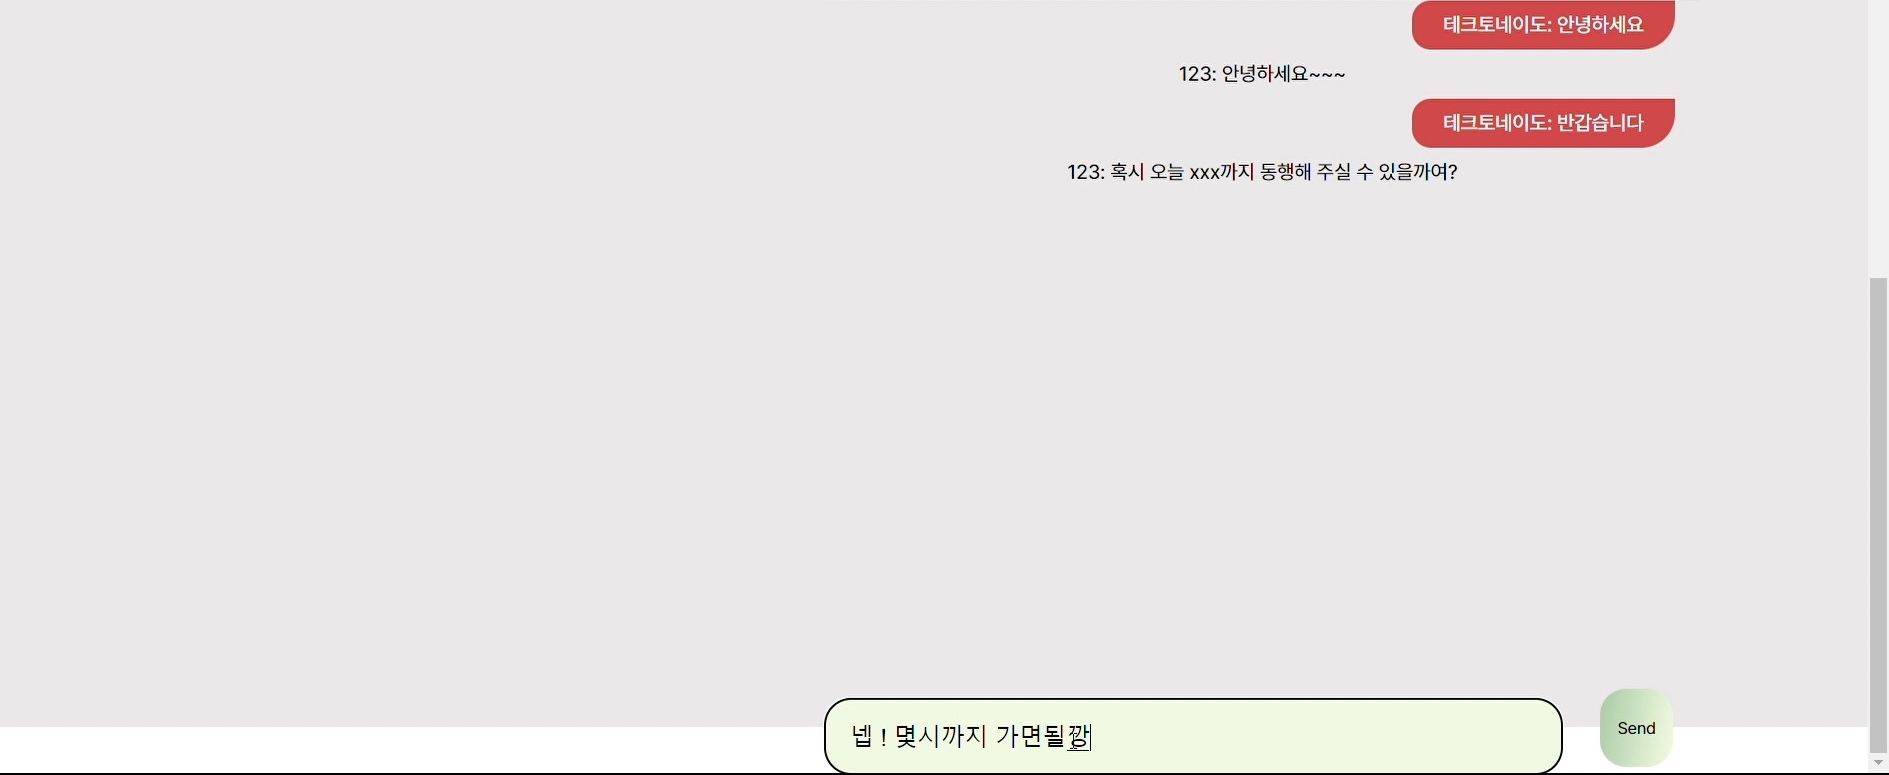 테크토네이도: 안녕하세요
123: 안녕하세요~~~
테크토네이도: 반갑습니다
123: 혹시 오늘 xxx까지 동행해 주실 수 있을까여?
넵 ! 몇시까지 가면될깡
Send